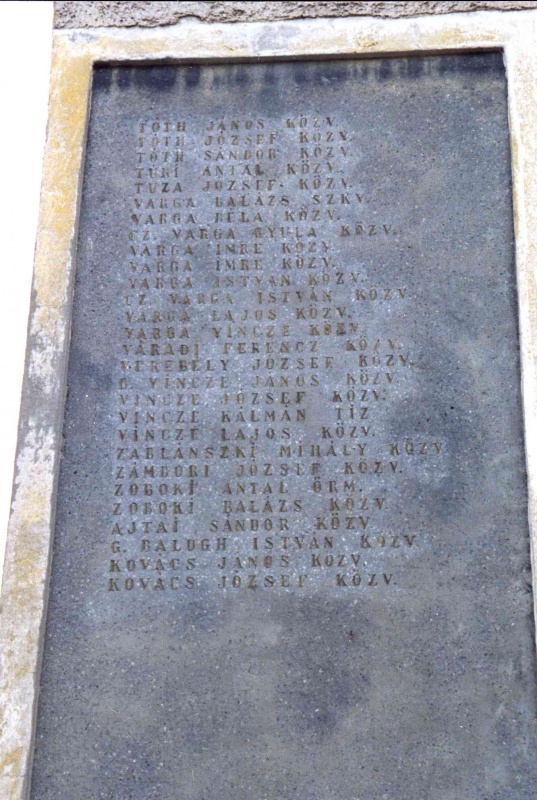 TÓTH JÁNOS KÖZV.
TÓTH JÓZSEF KÖZV.
TÓTH SÁNDOR KÖZV.
TURI ANTAL KÖZV.
TUZA JÓZSEF KÖZV.
VARGA BALÁZS SZKV.
VARGA BÉLA KÖZV.
CZ. VARGA GYULA KÖZV.
VARGA IMRE KÖZV.
VARGA IMRE KÖZV.
VARGA ISTVÁN KÖZV.
CZ. VARGA ISTVÁN KÖZV.
VARGA LAJOS KÖZV.
VARGA VINCZE KÖZV.
VÁRADI FERENCZ KÖZV.
VEREBÉLY JÓZSEF KÖZV.
G. VINCZE JÁNOS KÖZV.
VINCZE JÓZSEF KÖZV.
VINCZE KÁLMÁN TIZ
VINCZE LAJOS KÖZV.
ZABLÁNSZKI MIHÁLY KÖZV
ZÁMBORI JÓZSEF KÖZV.
ZOBOKI ANTAL ŐRM.
ZOBOKI BALÁZS KÖZV
AJTAI SÁNDOR KÖZV
G. BALOGH ISTVÁN KÖZV
KOVÁCS JÁNOS KÖZV.
KOVÁCS JÓZSEF KÖZV.